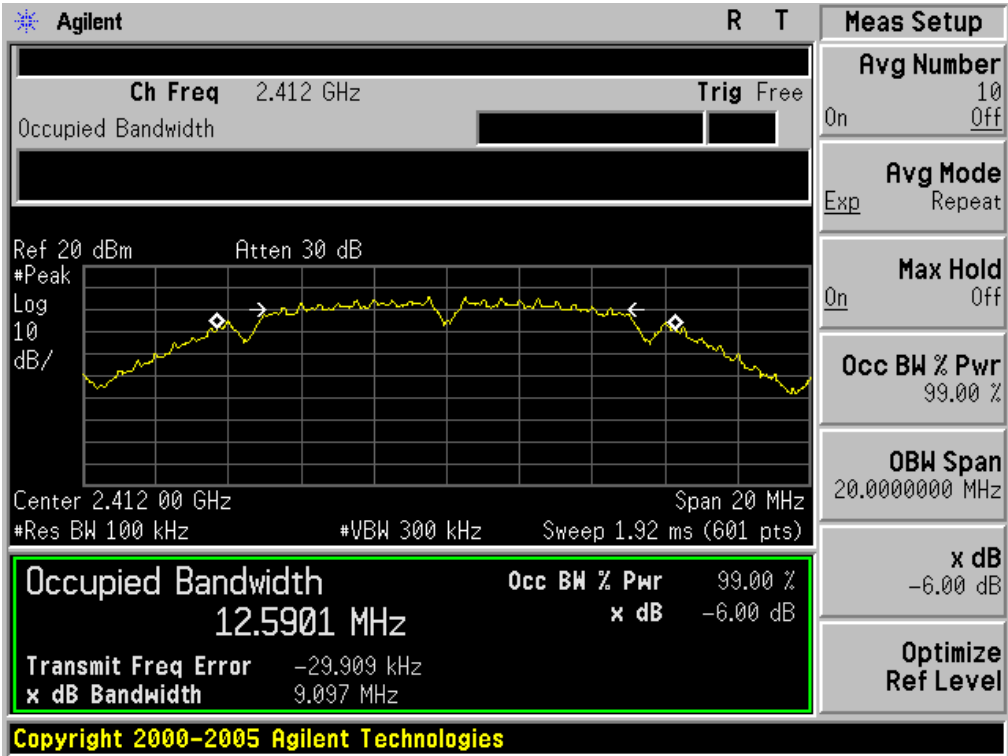 Agilent R T
Ch Freq 2.412 GHz Trig Free
Occupied Bandwidth
Ref 20 dBm Atten 30 dB
#Peak
Log
10
dB/
Center 2.412 00 GHz Span 20 MHz
#Res BW 100 kHz #VBW 300 kHz Sweep 1.92 ms (601 pts)
Occupied Bandwidth Occ BW % Pwr 99.00 %
12.5901 MHz x dB -6.00 dB
Transmit Freq Error -29.909 kHz
x dB Bandwidth 9.097 MHz
Copyright 2000-2005 Agilent Technologies
Meas Setup
Avg Number
10
On Off
Avg Mode
Exp Repeat
Max Hold
On Off
Occ BW % Pwr
99.00 %
OBW Span
20.0000000 MHz
x dB
-6.00 dB
Optimize
Ref Level